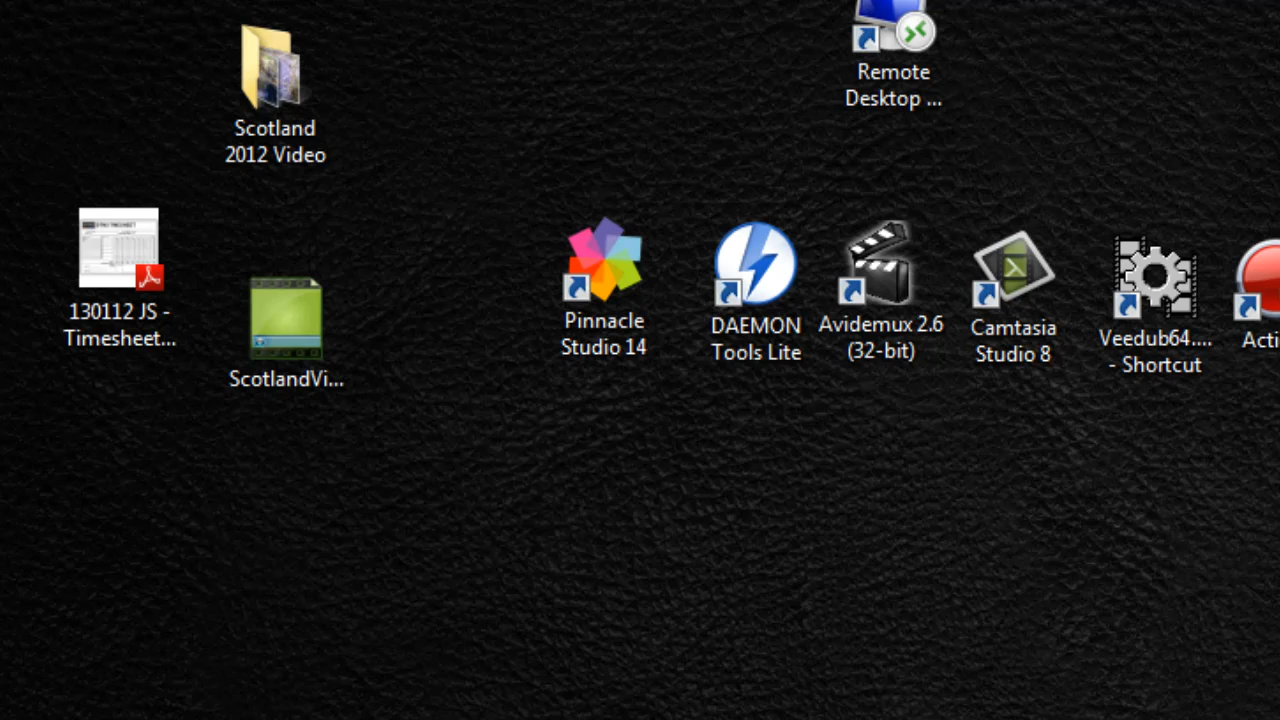 Remote
Desktop ...
Scotland
2012 Video
130112 JS -
Timesheet...
ScotlandVi...
Pinnacle
Studio 14
DAEMON
Tools Lite
Avidemux 2.6
(32-bit)
Camtasia
Studio 8
Veedub64....
- Shortcut
Acti